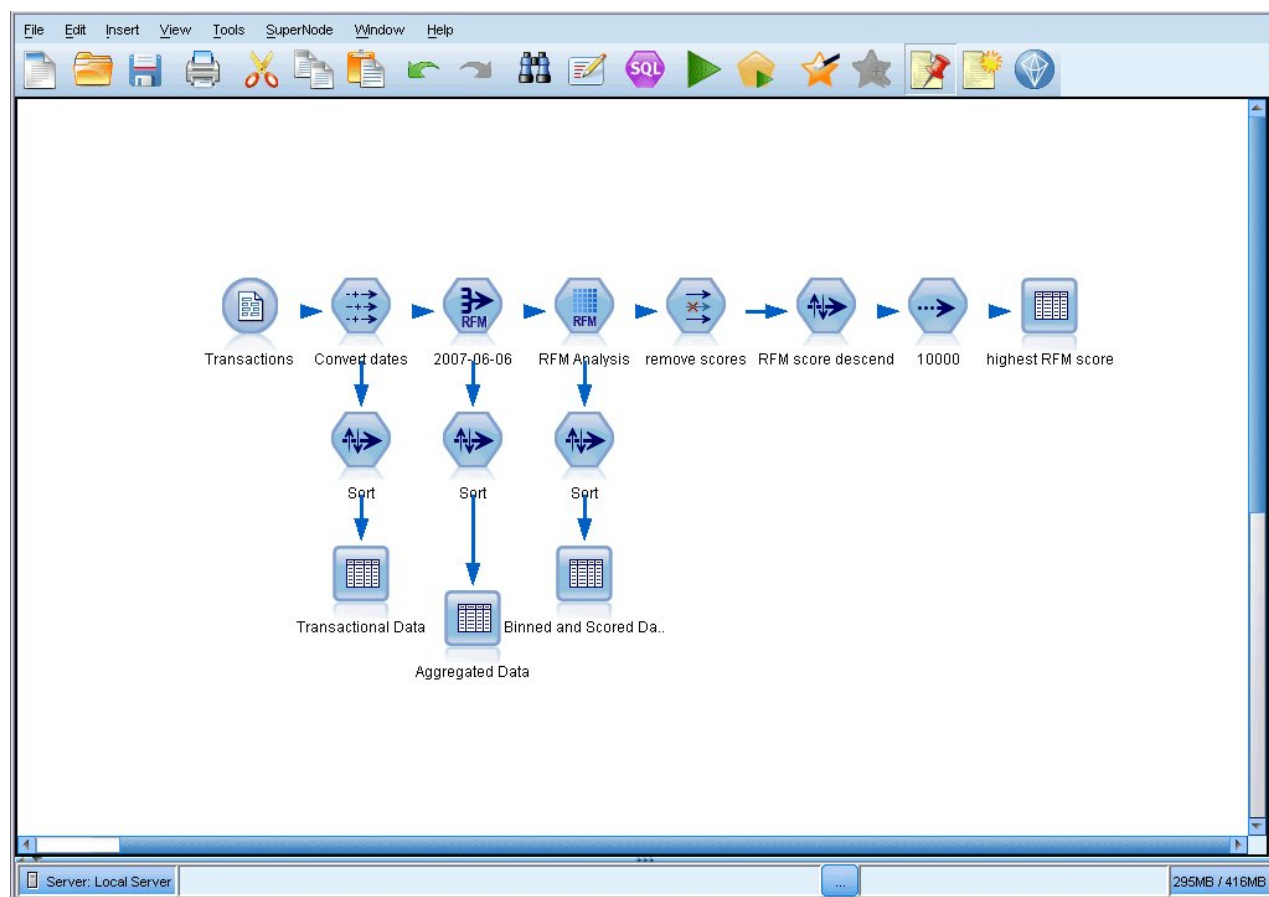 File Edit Insert View Tools SuperNode Window Help
SQL
RFM RFM
Transactions Convert dates 2007-06-06 RFM Analysis remove scores RFM score descend 10000 highest RFM score
Sort Sort Sort
Transactional Data Binned and Scored Da..
Aggregated Data
Server: Local Server ... 295MB / 416MB